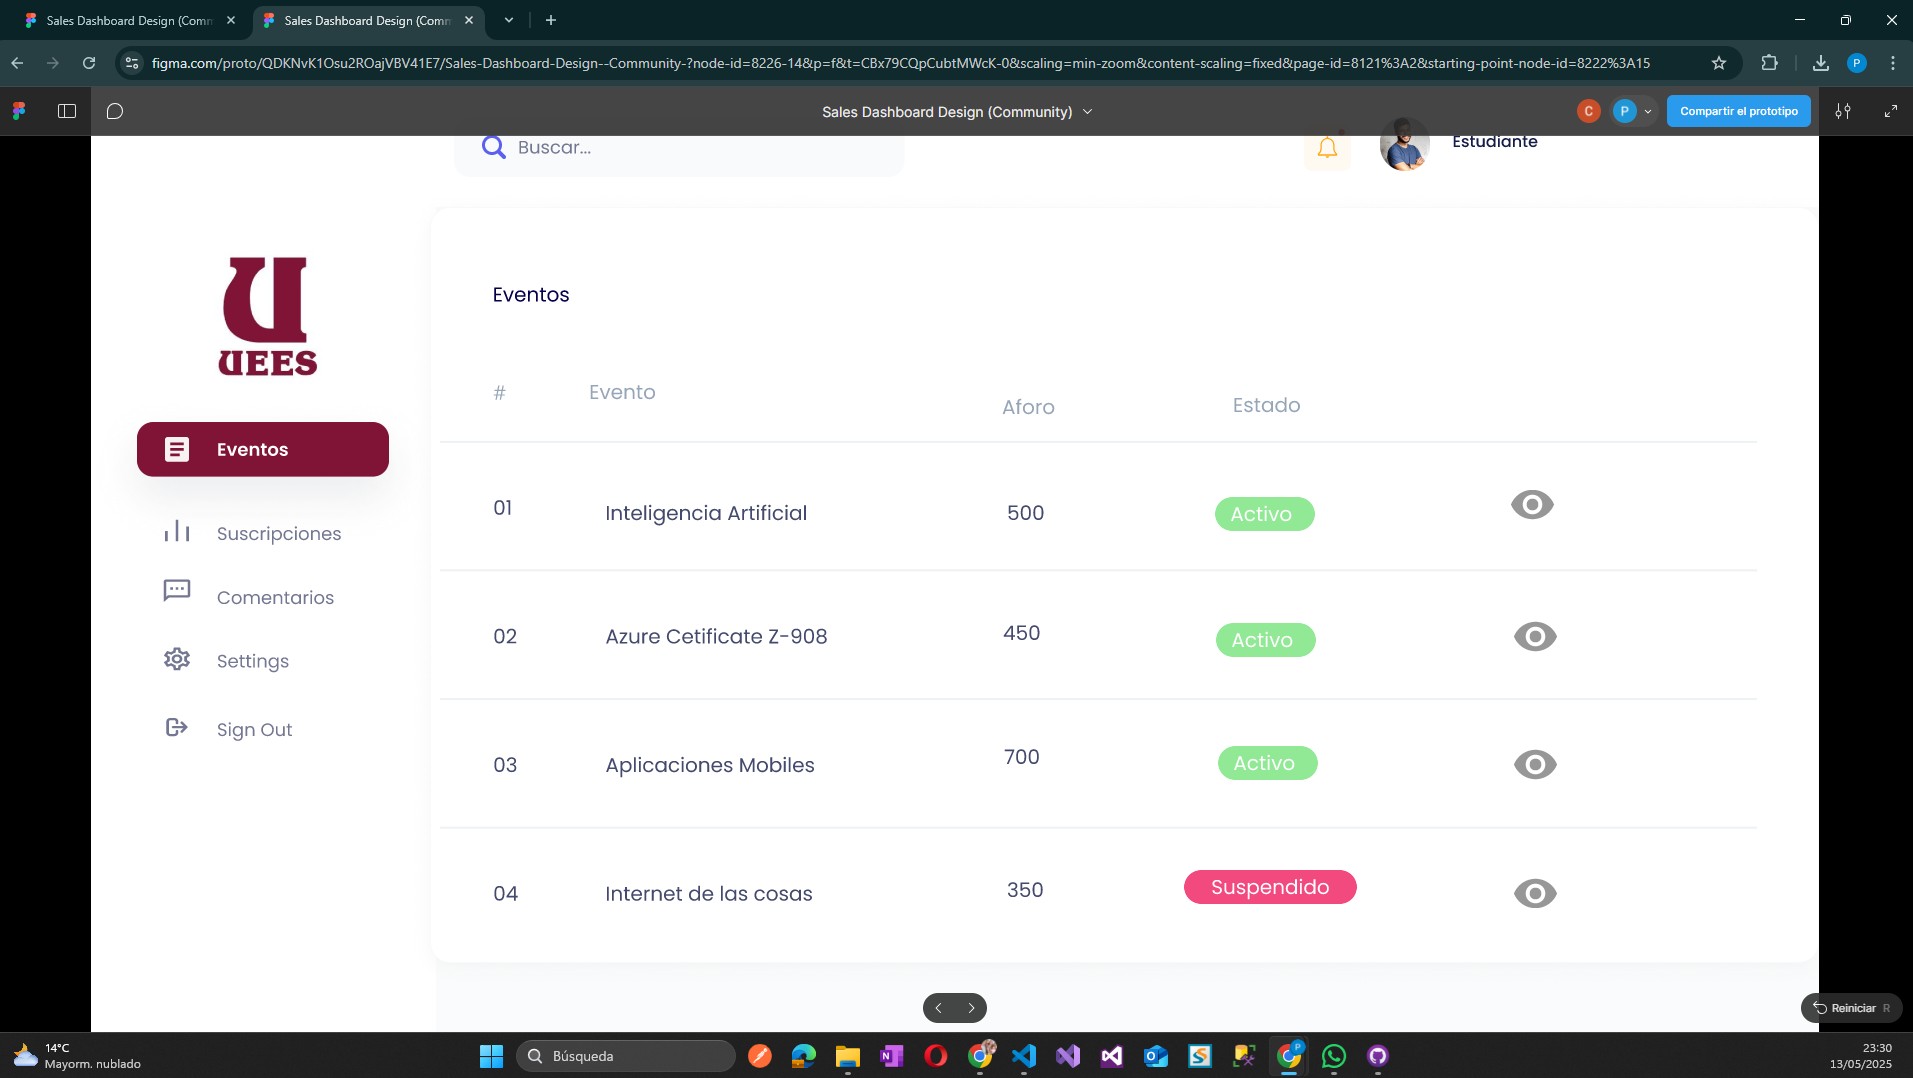 Sales Dashboard Design (Comm
Sales Dashboard Design (Comm
figma.com/proto/QDKNvK1Osu2ROajVBV41E7/Sales-Dashboard-Design--Community-?node-id=8226-14&p=f&t=CBx79CQpCubtMWcK-0&scaling=min-zoom&content-scaling=fixed&page-id=8121%3A2&starting-point-node-id=8222%3A15
P
Sales Dashboard Design (Community)
C
P
Compartir el prototipo
Buscar...
Estudiante
U
UEES
Eventos
Suscripciones
Comentarios
Settings
Sign Out
Eventos
# Evento Aforo Estado
01 Inteligencia Artificial 500 Activo
02 Azure Cetificate Z-908 450 Activo
03 Aplicaciones Mobiles 700 Activo
04 Internet de las cosas 350 Suspendido
Reiniciar R
14°C
Mayorm. nublado
Búsqueda
23:30
13/05/2025